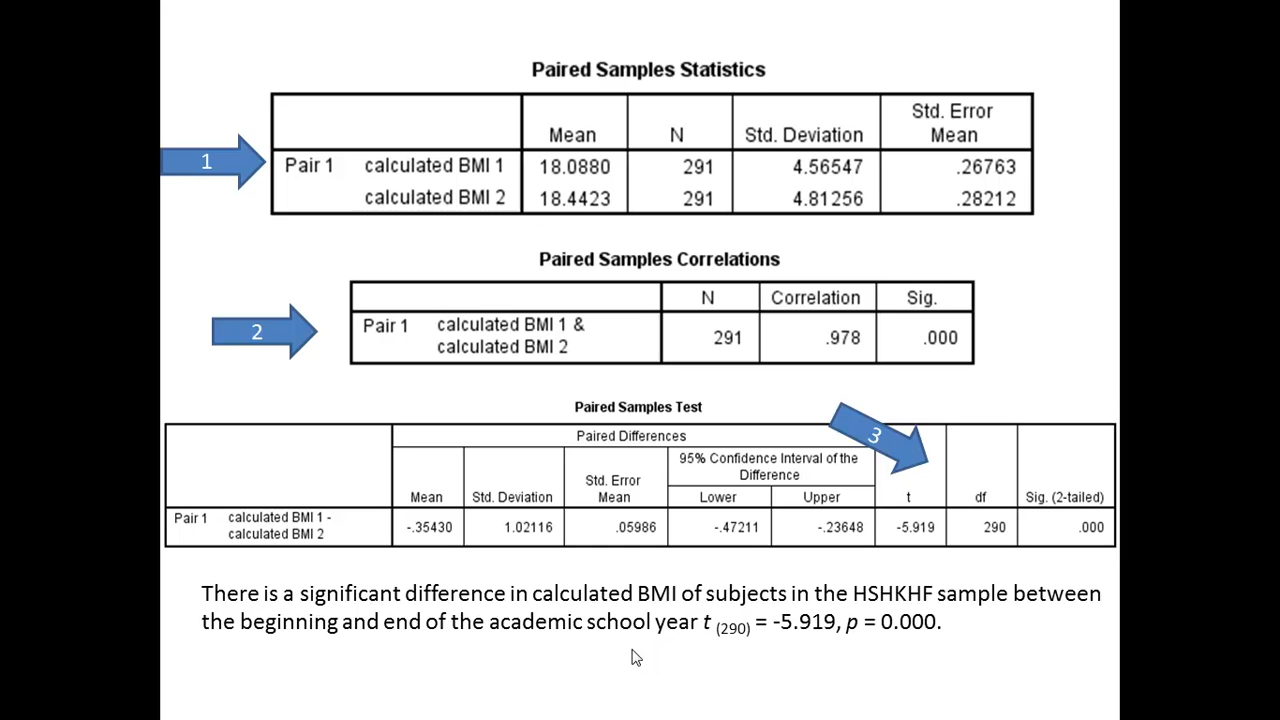 Paired Samples Statistics
Mean N Std. Deviation Std. Error Mean
1
Pair 1 calculated BMI 1 18.0880 291 4.56547 .26763
calculated BMI 2 18.4423 291 4.81256 .28212
Paired Samples Correlations
N Correlation Sig.
2
Pair 1 calculated BMI 1 & calculated BMI 2 291 .978 .000
Paired Samples Test
3
Paired Differences
95% Confidence Interval of the Difference
Mean Std. Deviation Std. Error Mean Lower Upper t df Sig. (2-tailed)
Pair 1 calculated BMI 1 - calculated BMI 2 -.35430 1.02116 .05986 -.47211 -.23648 -5.919 290 .000
There is a significant difference in calculated BMI of subjects in the HSHKHF sample between
the beginning and end of the academic school year t (290) = -5.919, p = 0.000.